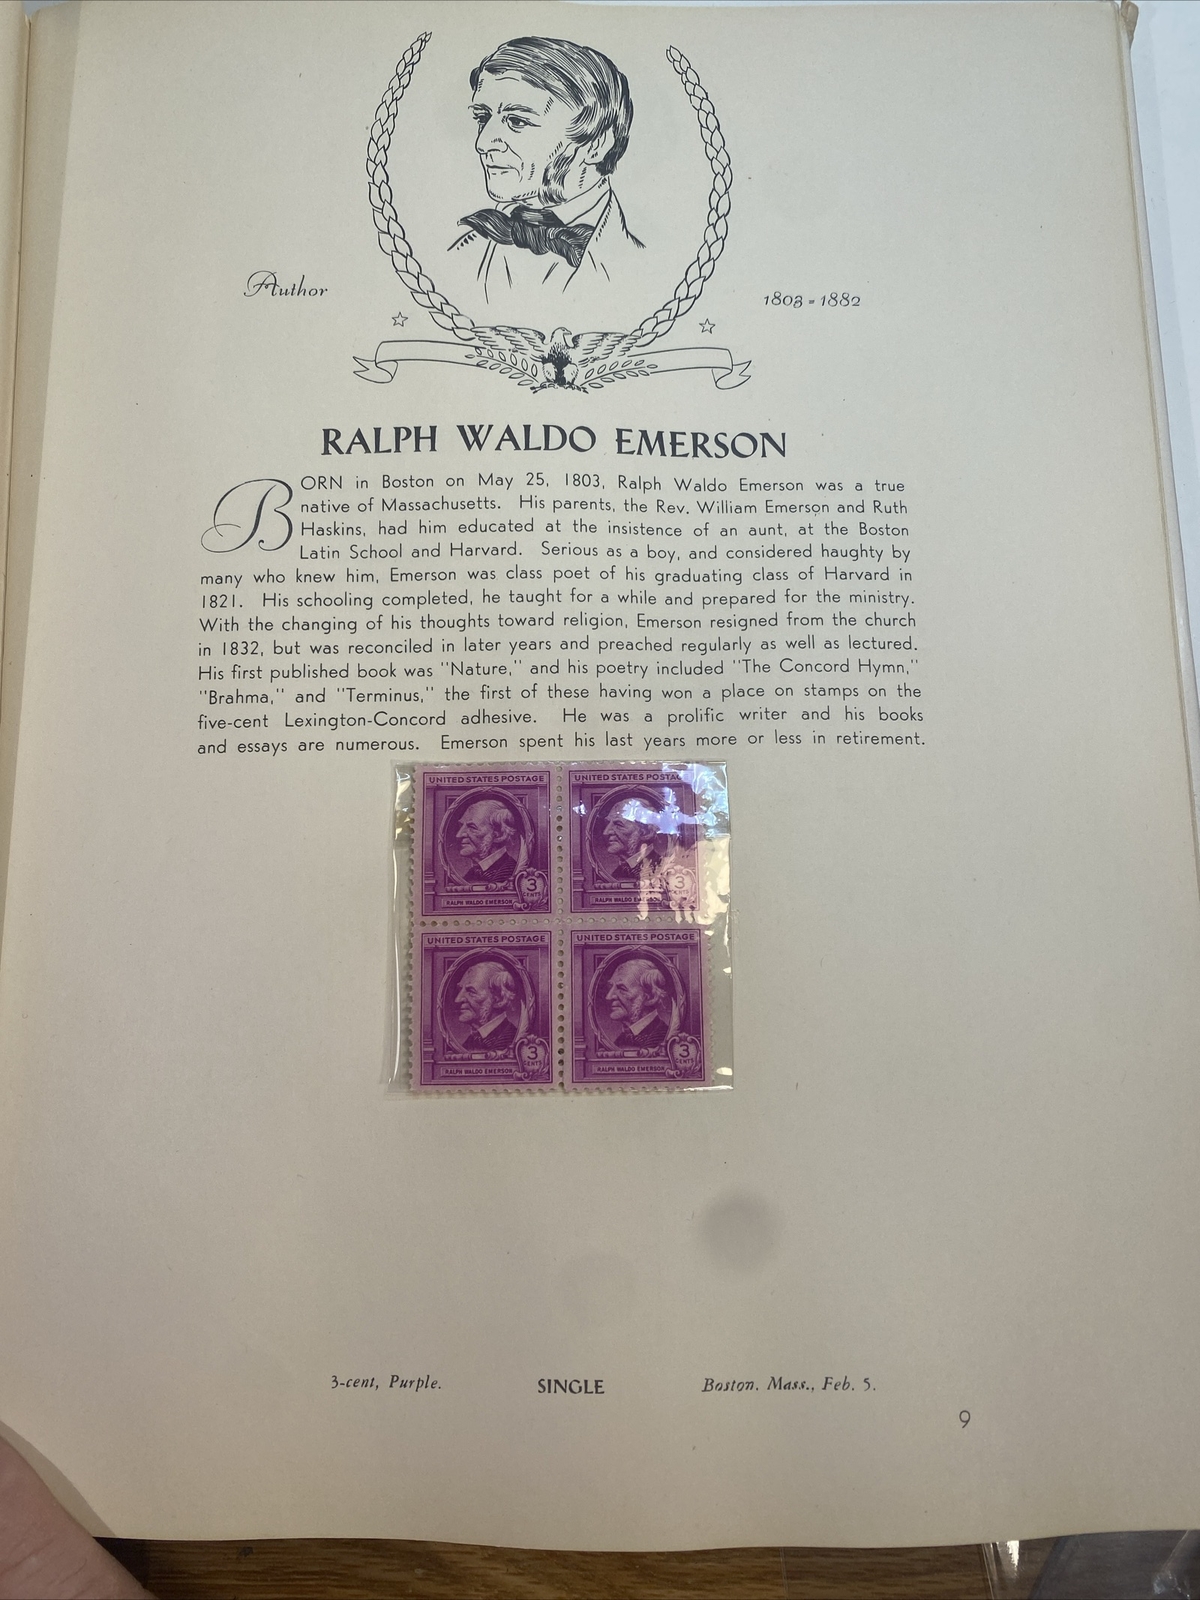 Author
1803-1882
RALPH WALDO EMERSON
BORN in Boston on May 25, 1803, Ralph Waldo Emerson was a true
native of Massachusetts. His parents, the Rev. William Emerson and Ruth
Haskins, had him educated at the insistence of an aunt, at the Boston
Latin School and Harvard. Serious as a boy, and considered haughty by
many who knew him, Emerson was class poet of his graduating class of Harvard in
1821. His schooling completed, he taught for a while and prepared for the ministry.
With the changing of his thoughts toward religion, Emerson resigned from the church
in 1832, but was reconciled in later years and preached regularly as well as lectured.
His first published book was "Nature," and his poetry included "The Concord Hymn,"
"Brahma," and "Terminus," the first of these having won a place on stamps on the
five-cent Lexington-Concord adhesive. He was a prolific writer and his books
and essays are numerous. Emerson spent his last years more or less in retirement.
UNITED STATES POSTAGE
3
CENTS
RALPH WALDO EMERSON
UNITED STATES POSTAGE
3
CENTS
RALPH WALDO EMERSON
UNITED STATES POSTAGE
3
CENTS
RALPH WALDO EMERSON
UNITED STATES POSTAGE
3
CENTS
RALPH WALDO EMERSON
3-cent, Purple.
SINGLE
Boston. Mass., Feb. 5.
9